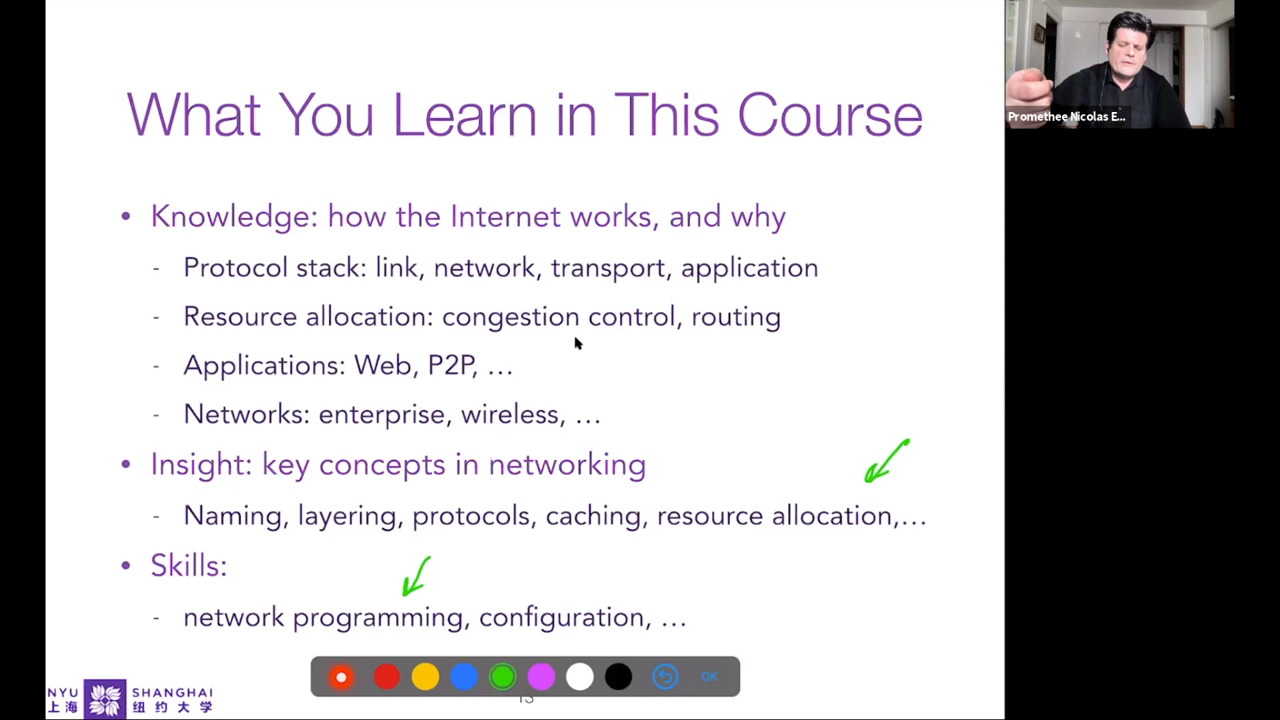 What You Learn in This Course
Promethee Nicolas E...
• Knowledge: how the Internet works, and why
- Protocol stack: link, network, transport, application
- Resource allocation: congestion control, routing
- Applications: Web, P2P, …
- Networks: enterprise, wireless, …
• Insight: key concepts in networking
- Naming, layering, protocols, caching, resource allocation,…
• Skills:
- network programming, configuration, …
OK
NYU SHANGHAI
上海 纽约大学